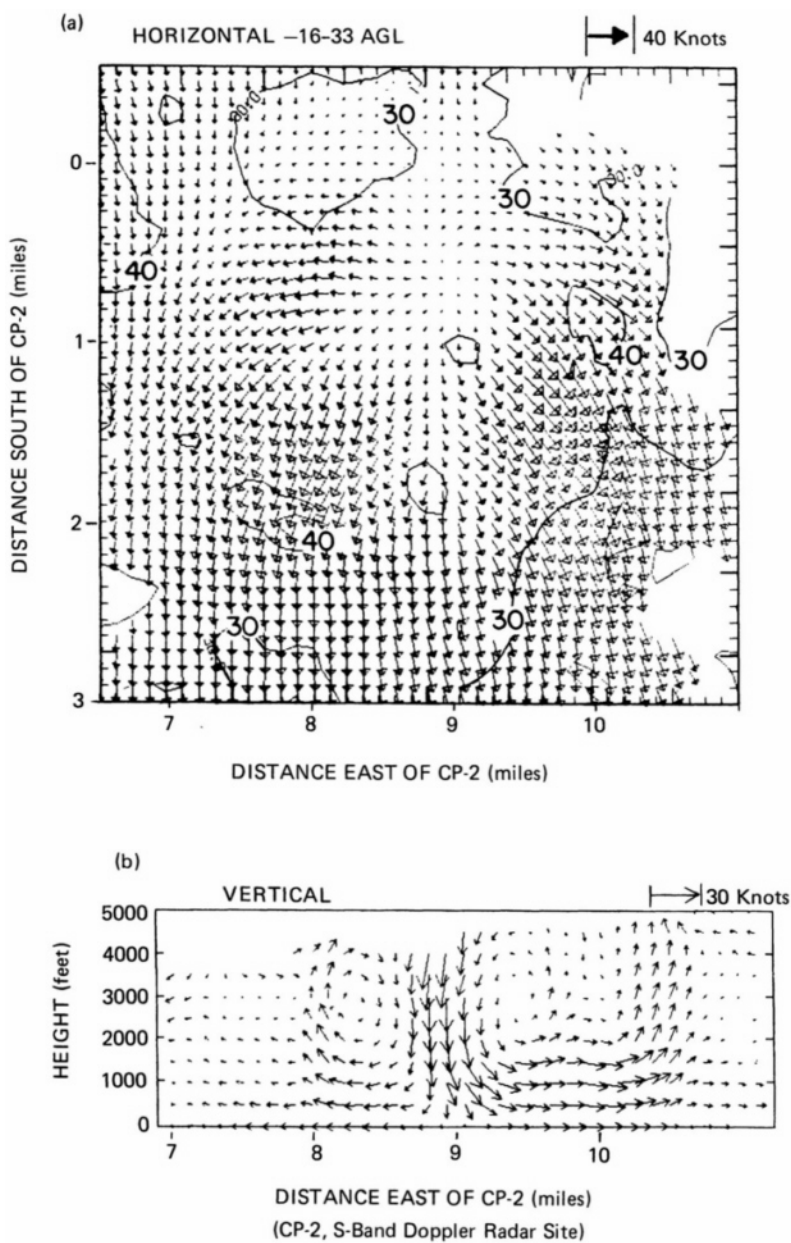 (a)
HORIZONTAL –16-33 AGL
40 Knots
30
30
40
40
30
40
30
30
0
1
2
3
DISTANCE SOUTH OF CP-2 (miles)
7 8 9 10
DISTANCE EAST OF CP-2 (miles)
(b)
VERTICAL
30 Knots
5000
4000
3000
2000
1000
0
HEIGHT (feet)
7 8 9 10
DISTANCE EAST OF CP-2 (miles)
(CP-2, S-Band Doppler Radar Site)